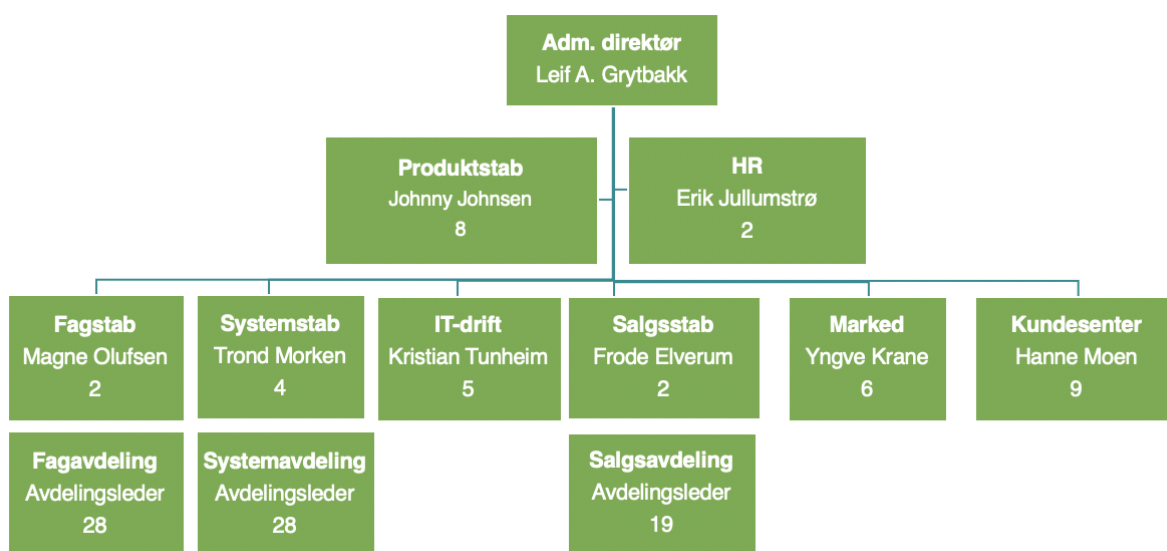 Adm. direktør
Leif A. Grytbakk
Produktstab
Johnny Johnsen
8
HR
Erik Jullumstrø
2
Fagstab
Magne Olufsen
2
Systemstab
Trond Morken
4
IT-drift
Kristian Tunheim
5
Salgsstab
Frode Elverum
2
Marked
Yngve Krane
6
Kundesenter
Hanne Moen
9
Fagavdeling
Avdelingsleder
28
Systemavdeling
Avdelingsleder
28
Salgsavdeling
Avdelingsleder
19